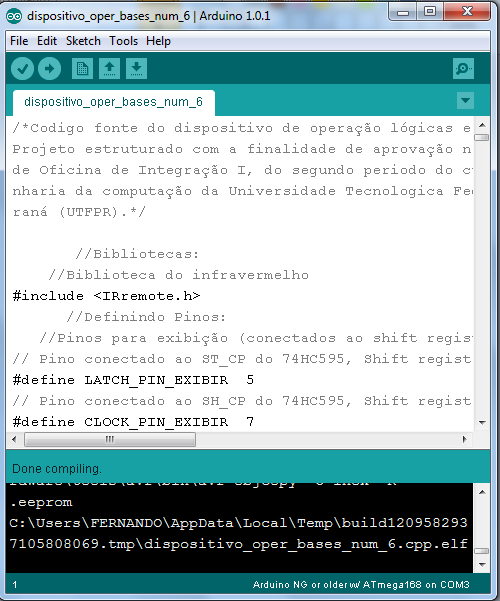 dispositivo_oper_bases_num_6 | Arduino 1.0.1
File Edit Sketch Tools Help
dispositivo_oper_bases_num_6
/*Codigo fonte do dispositivo de operação lógicas e
Projeto estruturado com a finalidade de aprovação n
de Oficina de Integração I, do segundo periodo do c
nharia da computação da Universidade Tecnologica Fed
raná (UTFPR).*/
//Bibliotecas:
//Biblioteca do infravermelho
#include <IRremote.h>
//Definindo Pinos:
//Pinos para exibição (conectados ao shift regist
// Pino conectado ao ST_CP do 74HC595, Shift regist
#define LATCH_PIN_EXIBIR 5
// Pino conectado ao SH_CP do 74HC595, Shift regist
#define CLOCK_PIN_EXIBIR 7
Done compiling.
.eeprom
C:\Users\FERNANDO\AppData\Local\Temp\build120958293
7105808069.tmp\dispositivo_oper_bases_num_6.cpp.elf
1 Arduino NG or older w/ ATmega168 on COM3